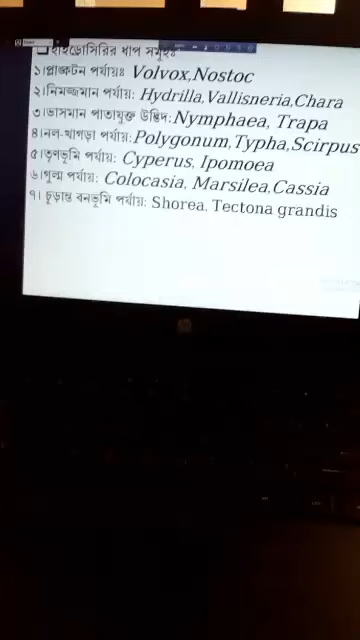 হাইড্রোসিরির ধাপ সমূহঃ
১।প্লাঙ্কটন পর্যায়ঃ Volvox,Nostoc
২।নিমজ্জমান পর্যায়: Hydrilla,Vallisneria,Chara
৩।ভাসমান পাতাযুক্ত উদ্ভিদ:Nymphaea, Trapa
৪।নল-খাগড়া পর্যায়:Polygonum,Typha,Scirpus
৫।তৃণভূমি পর্যায়: Cyperus, Ipomoea
৬।গুল্ম পর্যায়: Colocasia, Marsilea,Cassia
৭। চূড়ান্ত বনভূমি পর্যায়: Shorea, Tectona grandis